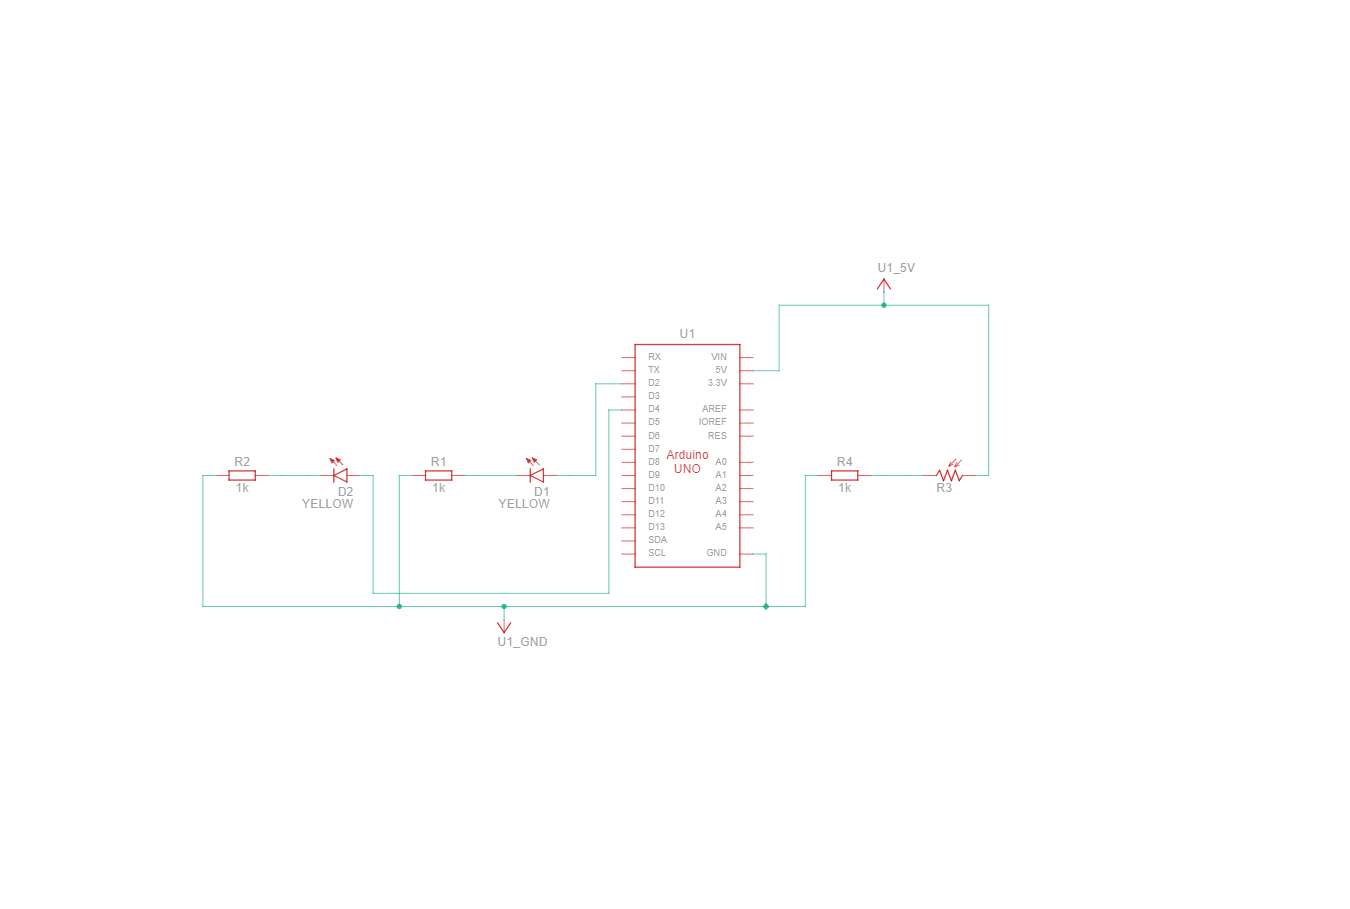 U1_5V
U1
RX VIN
TX 5V
D2 3.3V
D3
D4 AREF
D5 IOREF
D6 RES
D7
Arduino
UNO
D8 A0
D9 A1
D10 A2
D11 A3
D12 A4
D13 A5
SDA
SCL GND
R2
1k
D2
YELLOW
R1
1k
D1
YELLOW
R4
1k
R3
U1_GND